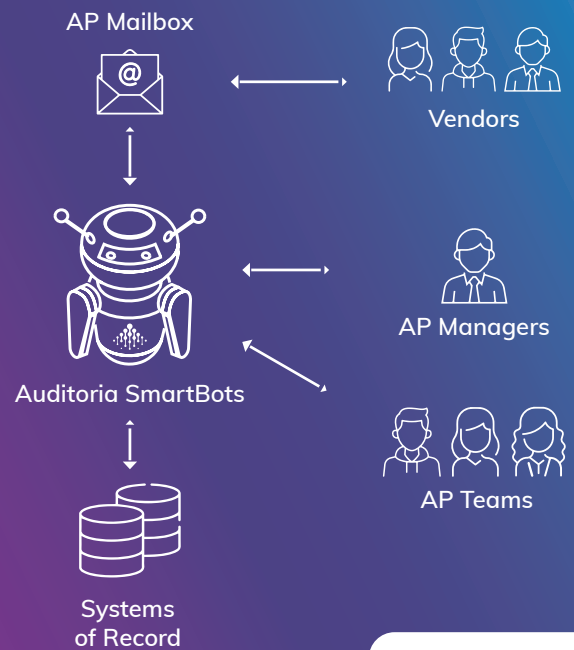 AP Mailbox
@
Vendors
AP Managers
Auditoria SmartBots
AP Teams
Systems
of Record